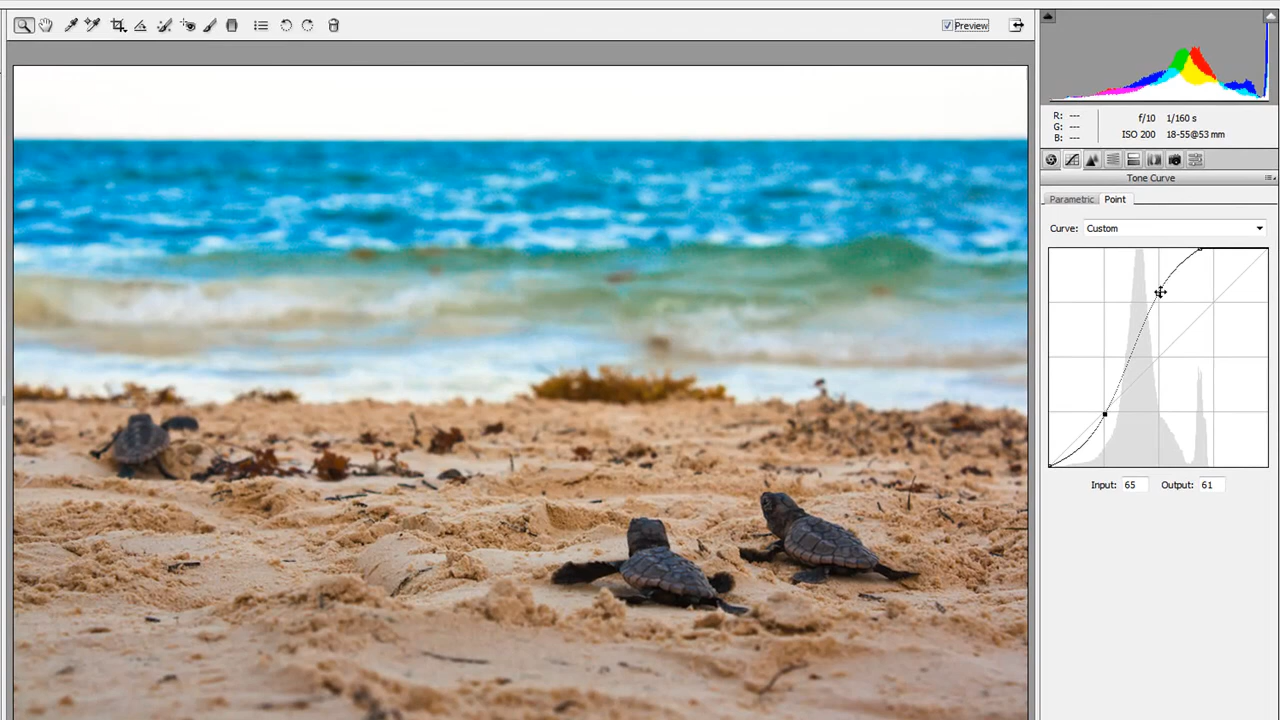 Preview
R: ---
G: ---
B: ---
f/10 1/160 s
ISO 200 18-55@53 mm
Tone Curve
Parametric Point
Curve: Custom
Input: 65 Output: 61